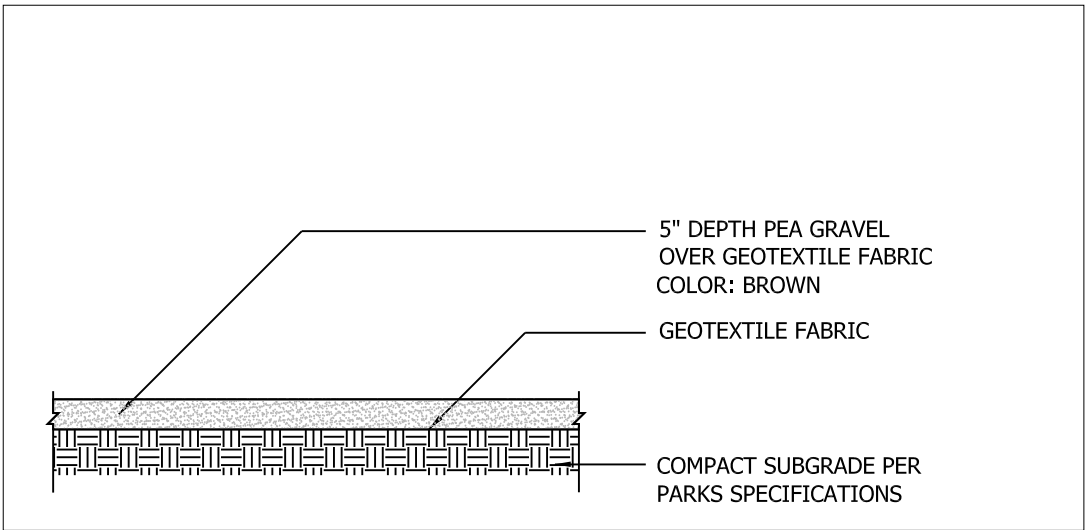 5" DEPTH PEA GRAVEL
OVER GEOTEXTILE FABRIC
COLOR: BROWN
GEOTEXTILE FABRIC
COMPACT SUBGRADE PER
PARKS SPECIFICATIONS